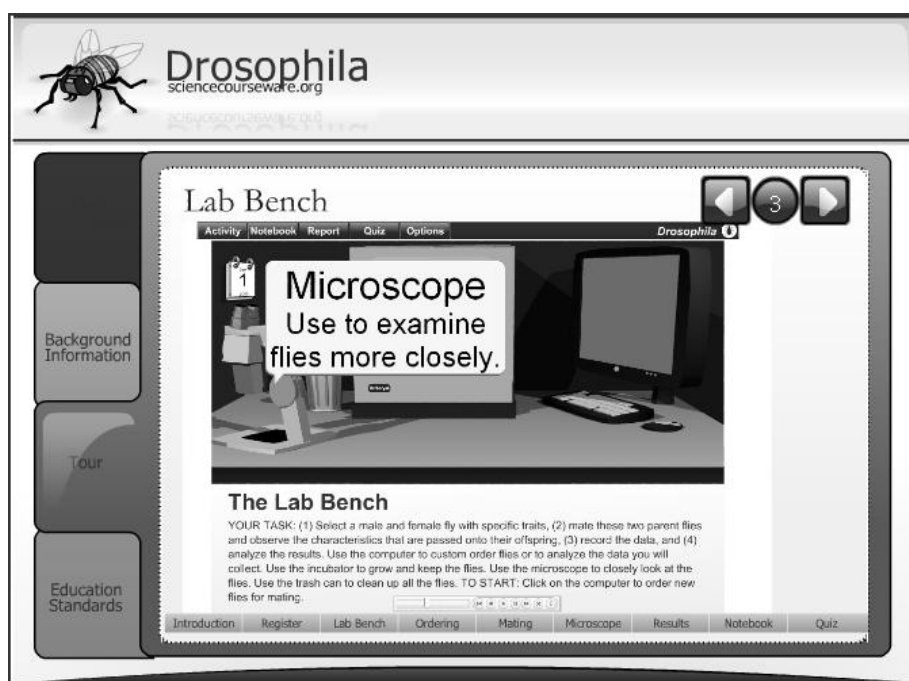 Drosophila
sciencecourseware.org
Lab Bench
3
Activity Notebook Report Quiz Options Drosophila
1
Microscope
Use to examine
flies more closely.
Background
Information
Tour
Education
Standards
The Lab Bench
YOUR TASK: (1) Select a male and female fly with specific traits, (2) mate these two parent flies
and observe the characteristics that are passed onto their offspring, (3) record the data, and (4)
analyze the results. Use the computer to custom order flies or to analyze the data you will
collect. Use the incubator to grow and keep the flies. Use the microscope to closely look at the
flies. Use the trash can to clean up all the flies. TO START: Click on the computer to order new
flies for mating.
Introduction Register Lab Bench Ordering Mating Microscope Results Notebook Quiz